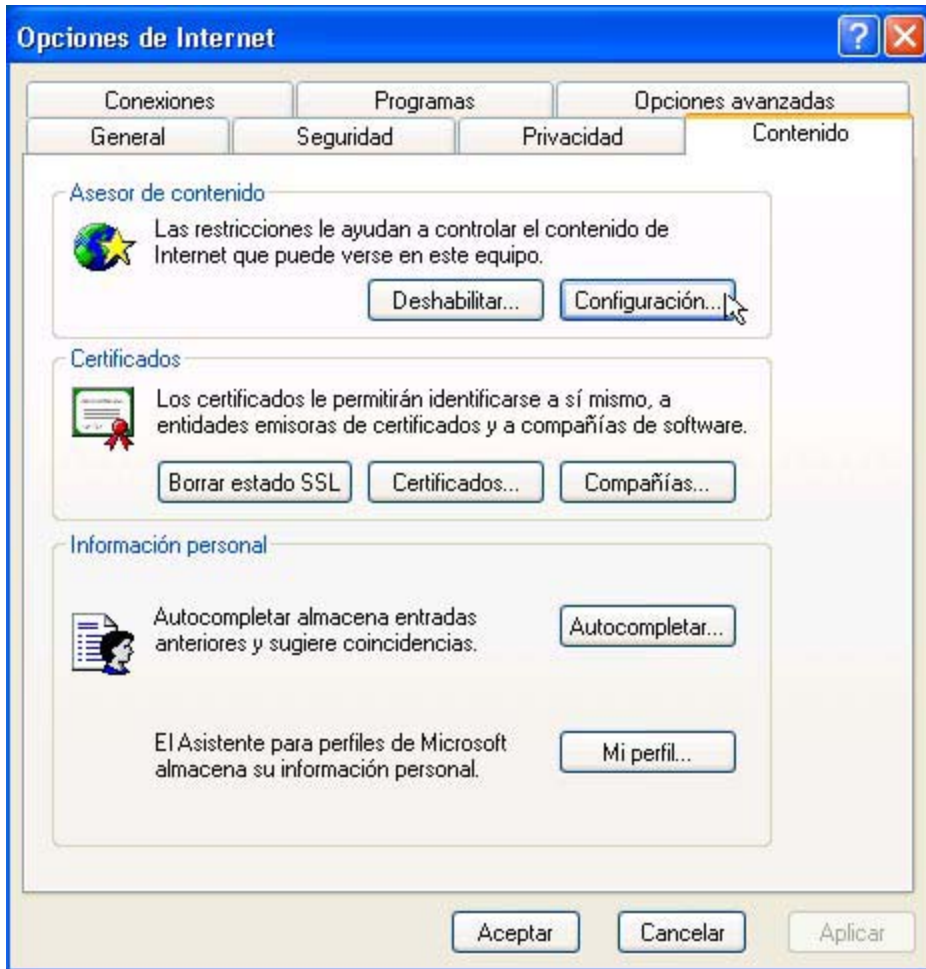 Opciones de Internet
Conexiones
Programas
Opciones avanzadas
General
Seguridad
Privacidad
Contenido
Asesor de contenido
Las restricciones le ayudan a controlar el contenido de
Internet que puede verse en este equipo.
Deshabilitar...
Configuración...
Certificados
Los certificados le permitirán identificarse a sí mismo, a
entidades emisoras de certificados y a compañías de software.
Borrar estado SSL
Certificados...
Compañías...
Información personal
Autocompletar almacena entradas
anteriores y sugiere coincidencias.
Autocompletar...
El Asistente para perfiles de Microsoft
almacena su información personal.
Mi perfil...
Aceptar
Cancelar
Aplicar